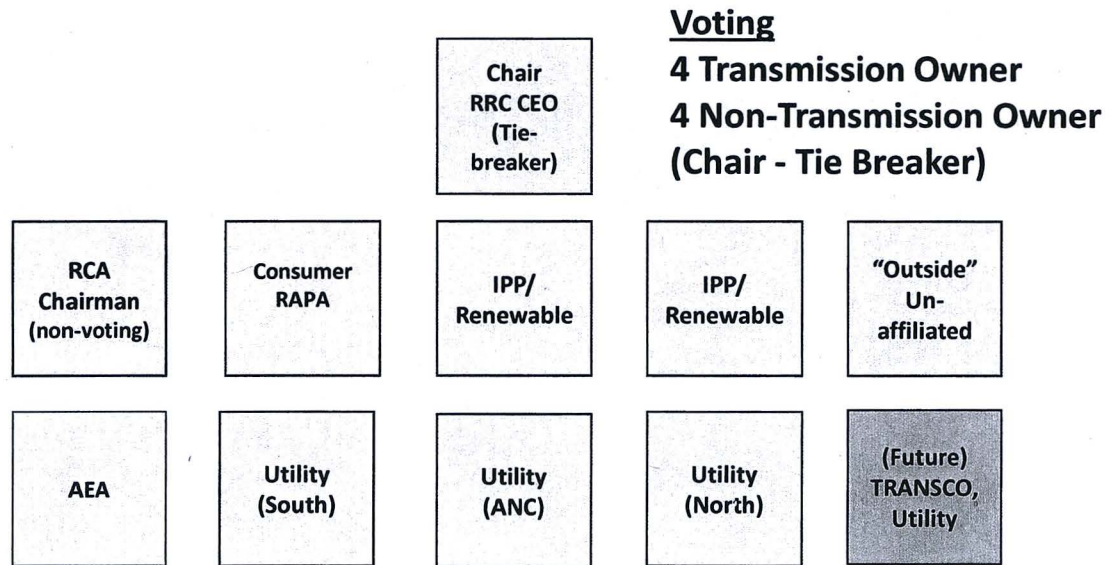 Voting
4 Transmission Owner
4 Non-Transmission Owner
(Chair - Tie Breaker)
Chair
RRC CEO
(Tie-
breaker)
RCA
Chairman
(non-voting)
Consumer
RAPA
IPP/
Renewable
IPP/
Renewable
“Outside”
Un-
affiliated
AEA
Utility
(South)
Utility
(ANC)
Utility
(North)
(Future)
TRANSCO,
Utility